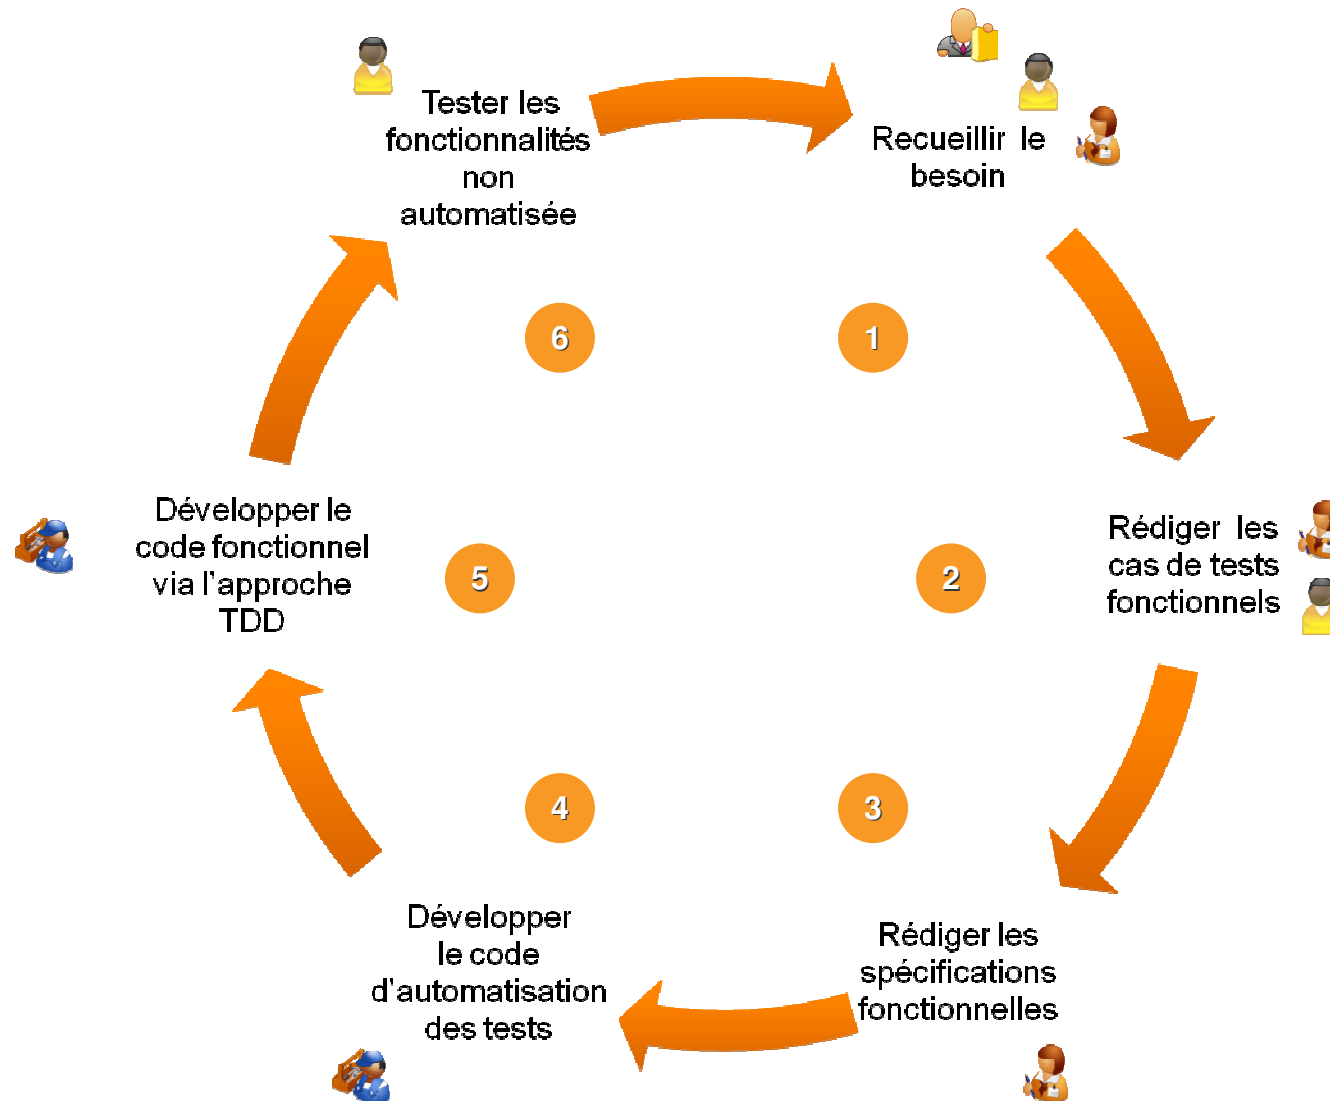 Recueillir le
besoin
1
Rédiger les
cas de tests
fonctionnels
2
Rédiger les
spécifications
fonctionnelles
3
Développer
le code
d'automatisation
des tests
4
Développer le
code fonctionnel
via l'approche
TDD
5
Tester les
fonctionnalités
non
automatisée
6